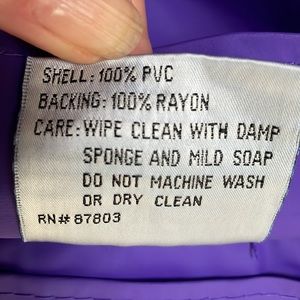 SHELL: 100% PVC
BACKING: 100% RAYON
CARE: WIPE CLEAN WITH DAMP
SPONGE AND MILD SOAP
DO NOT MACHINE WASH
OR DRY CLEAN
RN# 87803